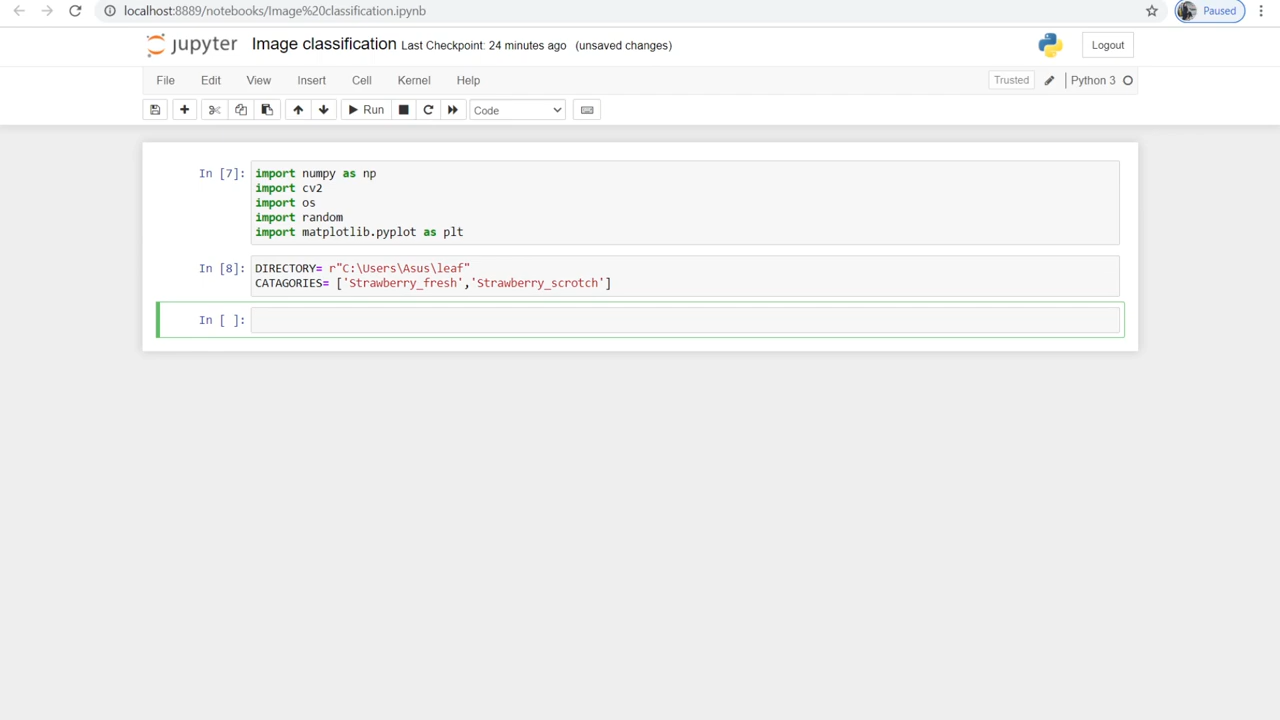 localhost:8889/notebooks/Image%20classification.ipynb
Paused
jupyter Image classification Last Checkpoint: 24 minutes ago (unsaved changes)
Logout
File Edit View Insert Cell Kernel Help
Trusted Python 3
Run Code
In [7]: import numpy as np
import cv2
import os
import random
import matplotlib.pyplot as plt
In [8]: DIRECTORY= r"C:\Users\Asus\leaf"
CATAGORIES= ['Strawberry_fresh','Strawberry_scrotch']
In [ ]: